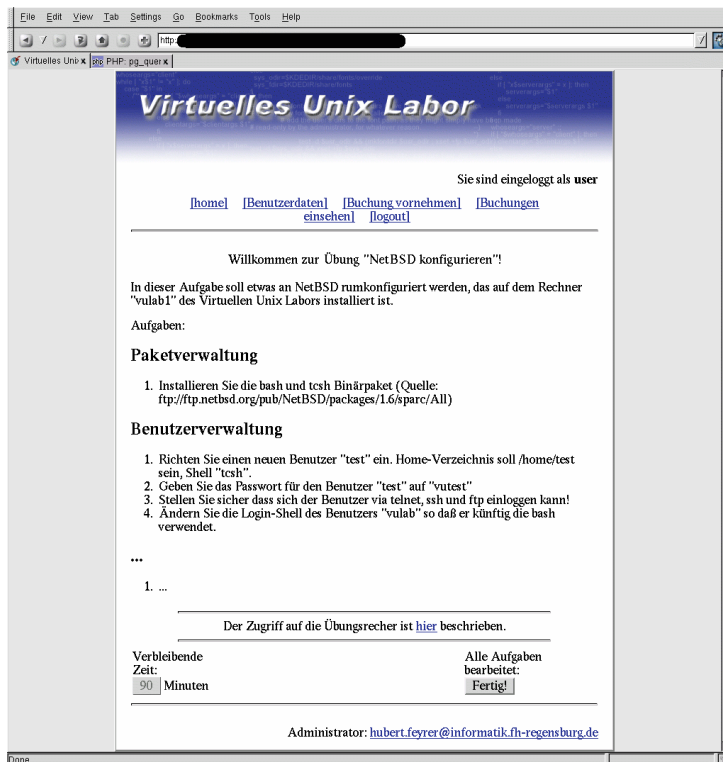 File Edit View Tab Settings Go Bookmarks Tools Help
http:
Virtuelles Unix PHP: pg_quer
Virtuelles Unix Labor
Sie sind eingeloggt als user
[home] [Benutzerdaten] [Buchung vornehmen] [Buchungen
einsehen] [logout]
Willkommen zur Übung "NetBSD konfigurieren"!
In dieser Aufgabe soll etwas an NetBSD rumkonfiguriert werden, das auf dem Rechner
"vulab1" des Virtuellen Unix Labors installiert ist.
Aufgaben:
Paketverwaltung
1. Installieren Sie die bash und tcsh Binärpaket (Quelle:
ftp://ftp.netbsd.org/pub/NetBSD/packages/1.6/sparc/All)
Benutzerverwaltung
1. Richten Sie einen neuen Benutzer "test" ein. Home-Verzeichnis soll /home/test
sein, Shell "tcsh".
2. Geben Sie das Passwort für den Benutzer "test" auf "vutest"
3. Stellen Sie sicher dass sich der Benutzer via telnet, ssh und ftp einloggen kann!
4. Ändern Sie die Login-Shell des Benutzers "vulab" so daß er künftig die bash
verwendet.
...
1. ...
Der Zugriff auf die Übungsrecher ist hier beschrieben.
Verbleibende
Zeit:
90 Minuten
Alle Aufgaben
bearbeitet:
Fertig!
Administrator: hubert.feyrer@informatik.fh-regensburg.de
Done